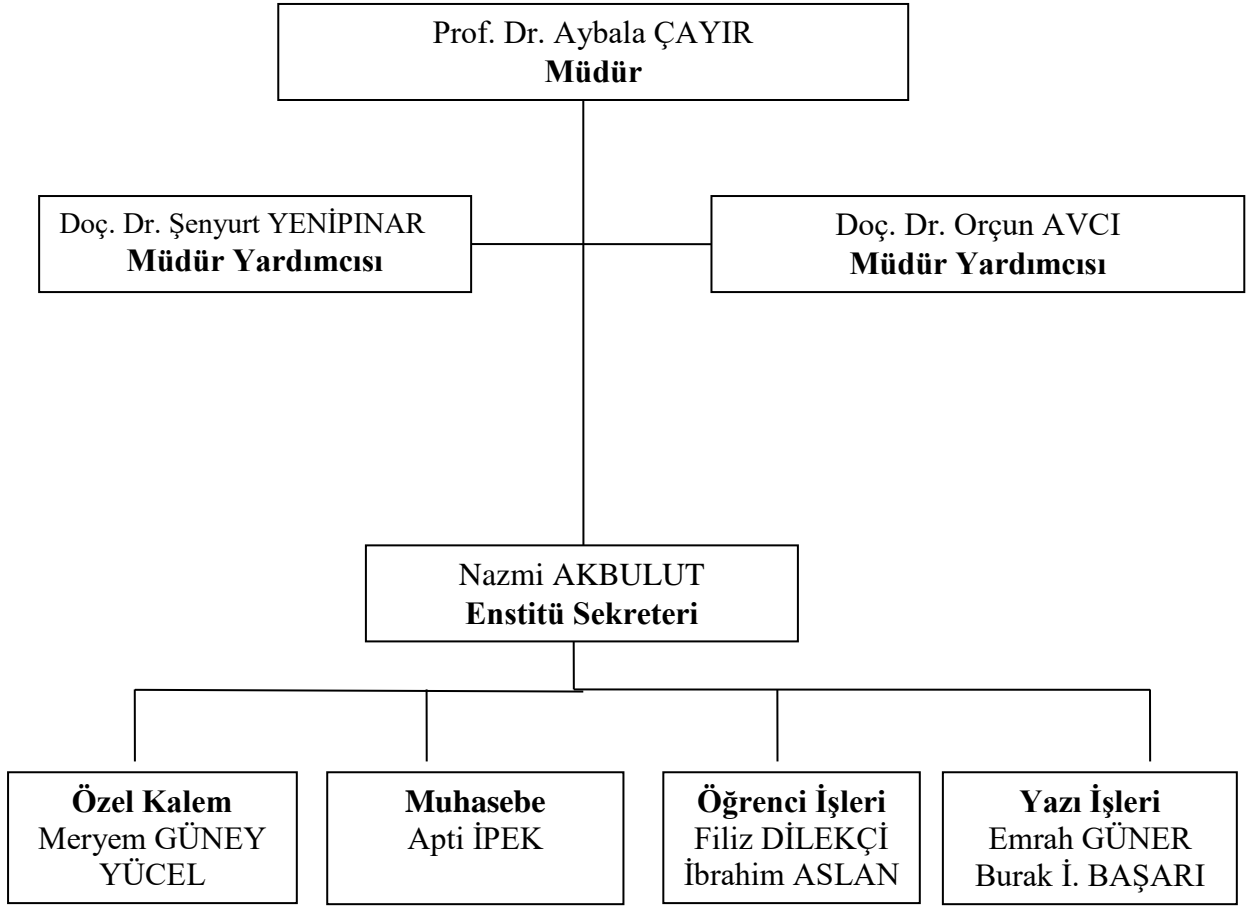 Prof. Dr. Aybala ÇAYIR
Müdür
Doç. Dr. Şenyurt YENİPINAR
Müdür Yardımcısı
Doç. Dr. Orçun AVCI
Müdür Yardımcısı
Nazmi AKBULUT
Enstitü Sekreteri
Özel Kalem
Meryem GÜNEY
YÜCEL
Muhasebe
Apti İPEK
Öğrenci İşleri
Filiz DİLEKÇİ
İbrahim ASLAN
Yazı İşleri
Emrah GÜNER
Burak İ. BAŞARI